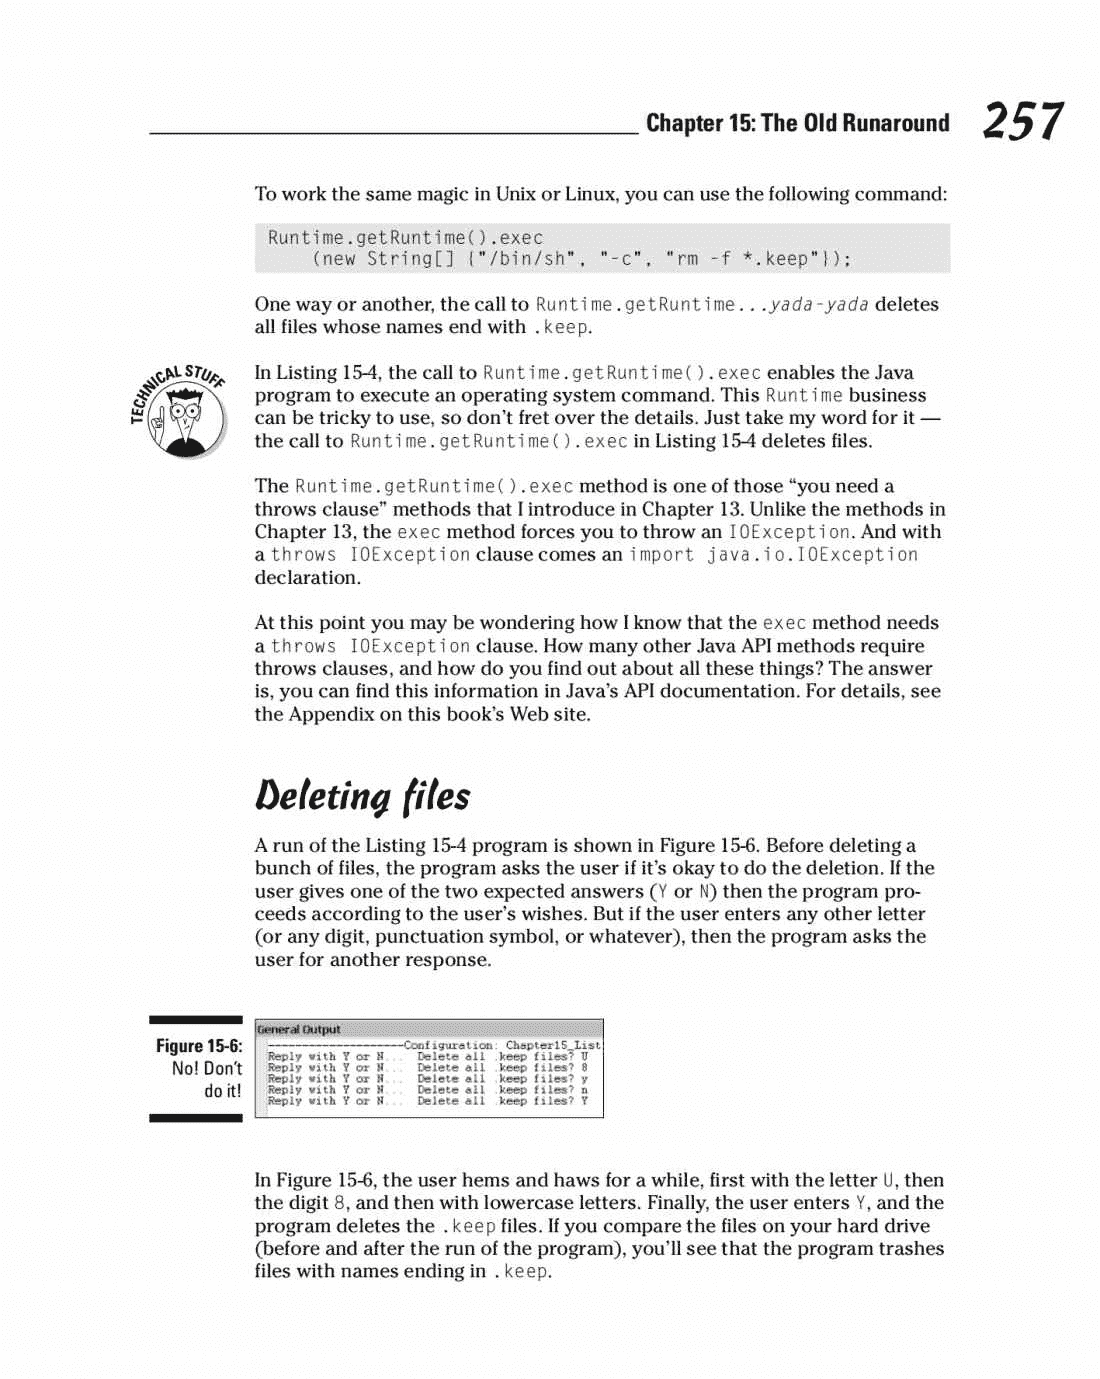 Chapter 15: The Old Runaround 257
To work the same magic in Unix or Linux, you can use the following command:
Runtime.getRuntime().exec
(new String[] {"/bin/sh", "-c", "rm -f *.keep"});
One way or another, the call to Runtime.getRuntime...yada-yada deletes
all files whose names end with .keep.
TECHNICAL STUFF
In Listing 15-4, the call to Runtime.getRuntime().exec enables the Java
program to execute an operating system command. This Runtime business
can be tricky to use, so don't fret over the details. Just take my word for it —
the call to Runtime.getRuntime().exec in Listing 15-4 deletes files.
The Runtime.getRuntime().exec method is one of those “you need a
throws clause” methods that I introduce in Chapter 13. Unlike the methods in
Chapter 13, the exec method forces you to throw an IOException. And with
a throws IOException clause comes an import java.io.IOException
declaration.
At this point you may be wondering how I know that the exec method needs
a throws IOException clause. How many other Java API methods require
throws clauses, and how do you find out about all these things? The answer
is, you can find this information in Java's API documentation. For details, see
the Appendix on this book's Web site.
Deleting files
A run of the Listing 15-4 program is shown in Figure 15-6. Before deleting a
bunch of files, the program asks the user if it's okay to do the deletion. If the
user gives one of the two expected answers (Y or N) then the program pro-
ceeds according to the user's wishes. But if the user enters any other letter
(or any digit, punctuation symbol, or whatever), then the program asks the
user for another response.
Figure 15-6:
No! Don't
do it!
General Output
--------------------Configuration: Chapter15_List
Reply with Y or N... Delete all .keep files? U
Reply with Y or N... Delete all .keep files? 8
Reply with Y or N... Delete all .keep files? y
Reply with Y or N... Delete all .keep files? n
Reply with Y or N... Delete all .keep files? Y
In Figure 15-6, the user hems and haws for a while, first with the letter U, then
the digit 8, and then with lowercase letters. Finally, the user enters Y, and the
program deletes the .keep files. If you compare the files on your hard drive
(before and after the run of the program), you'll see that the program trashes
files with names ending in .keep.